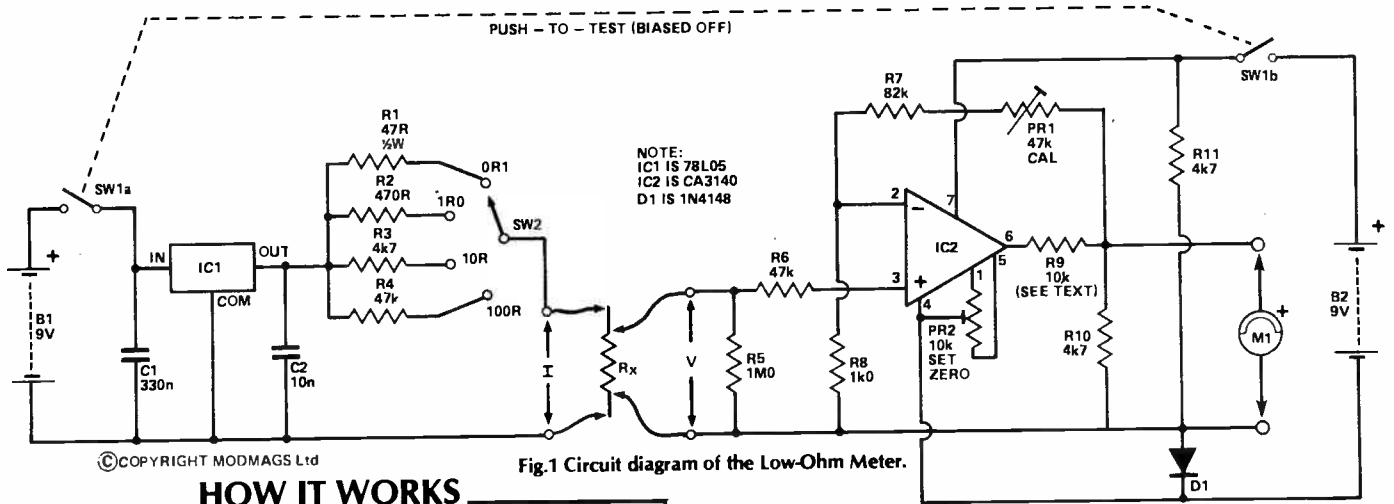 PUSH – TO – TEST (BIASED OFF)
SW1b
SW1a
B1
9V
+
C1
330n
IN
IC1
OUT
COM
C2
10n
R1
47R
½W
R2
470R
R3
4k7
R4
47k
0R1
1R0
10R
100R
SW2
NOTE:
IC1 IS 78L05
IC2 IS CA3140
D1 IS 1N4148
I
Rx
V
R5
1M0
R6
47k
R7
82k
PR1
47k
CAL
R8
1k0
2
–
3
+
7
IC2
6
1
5
4
PR2
10k
SET
ZERO
R9
10k
(SEE TEXT)
R10
4k7
R11
4k7
+
M1
+
B2
9V
D1
©COPYRIGHT MODMAGS Ltd
Fig.1 Circuit diagram of the Low-Ohm Meter.
HOW IT WORKS